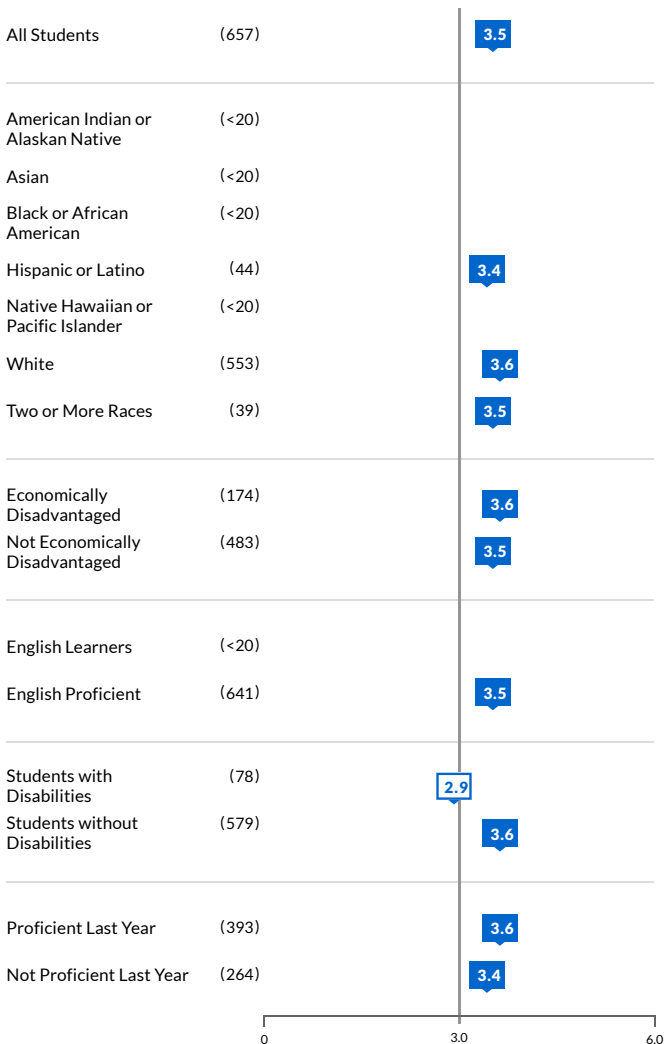 All Students (657) 3.5
American Indian or (<20)
Alaskan Native
Asian (<20)
Black or African (<20)
American
Hispanic or Latino (44) 3.4
Native Hawaiian or (<20)
Pacific Islander
White (553) 3.6
Two or More Races (39) 3.5
Economically (174) 3.6
Disadvantaged
Not Economically (483) 3.5
Disadvantaged
English Learners (<20)
English Proficient (641) 3.5
Students with (78) 2.9
Disabilities
Students without (579) 3.6
Disabilities
Proficient Last Year (393) 3.6
Not Proficient Last Year (264) 3.4
0 3.0 6.0